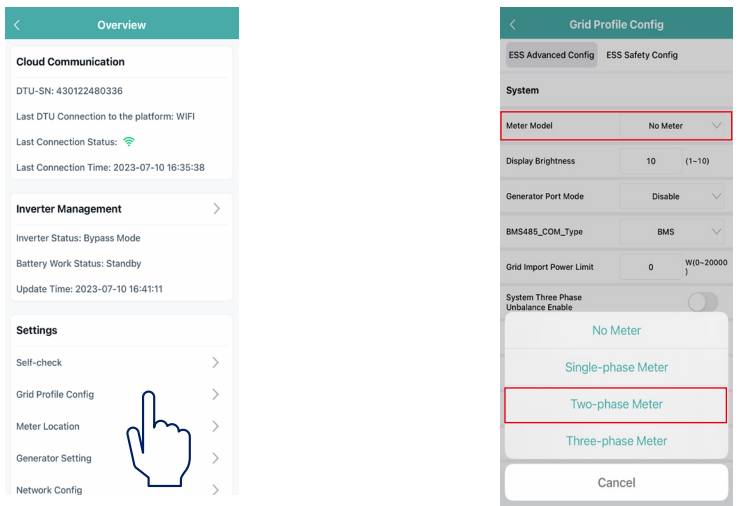 Overview
Cloud Communication
DTU-SN: 430122480336
Last DTU Connection to the platform: WIFI
Last Connection Status:
Last Connection Time: 2023-07-10 16:35:38
Inverter Management
Inverter Status: Bypass Mode
Battery Work Status: Standby
Update Time: 2023-07-10 16:41:11
Settings
Self-check
Grid Profile Config
Meter Location
Generator Setting
Network Config
Grid Profile Config
ESS Advanced Config ESS Safety Config
System
Meter Model No Meter
Display Brightness 10 (1~10)
Generator Port Mode Disable
BMS485_COM_Type BMS
Grid Import Power Limit 0 W(0~20000
)
System Three Phase
Unbalance Enable
No Meter
Single-phase Meter
Two-phase Meter
Three-phase Meter
Cancel